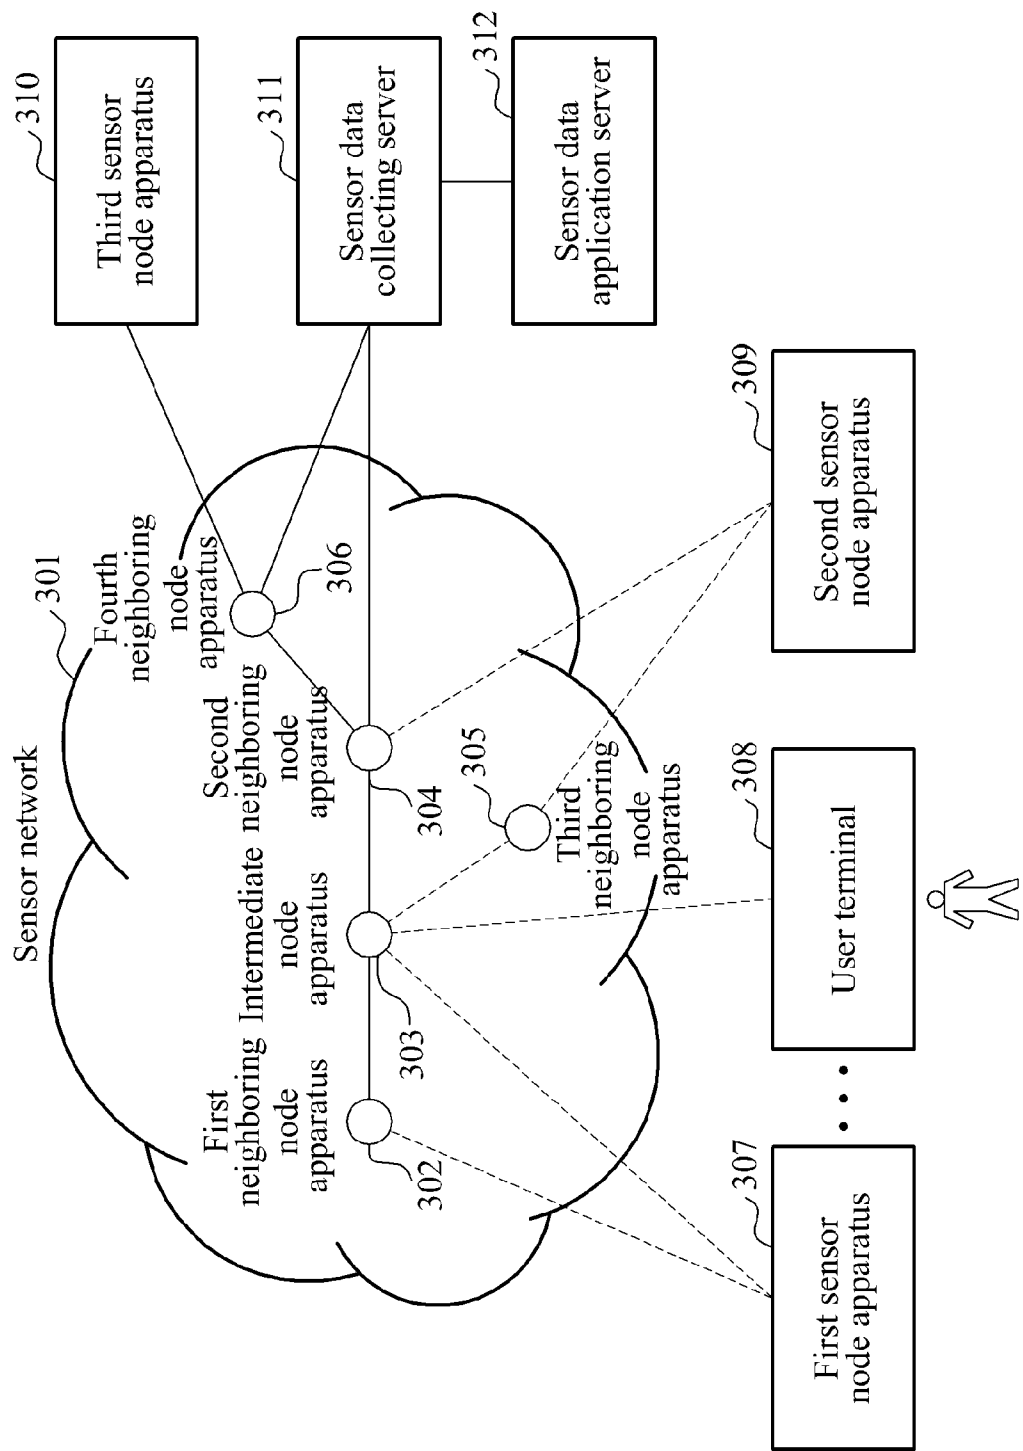 Sensor network
301
Fourth
neighboring
node
apparatus
306
First
neighboring
node
apparatus
302
Intermediate
node
apparatus
303
Second
neighboring
node
apparatus
304
305
Third
neighboring
node
apparatus
310
Third sensor
node apparatus
311
Sensor data
collecting server
312
Sensor data
application server
307
First sensor
node apparatus
308
User terminal
309
Second sensor
node apparatus